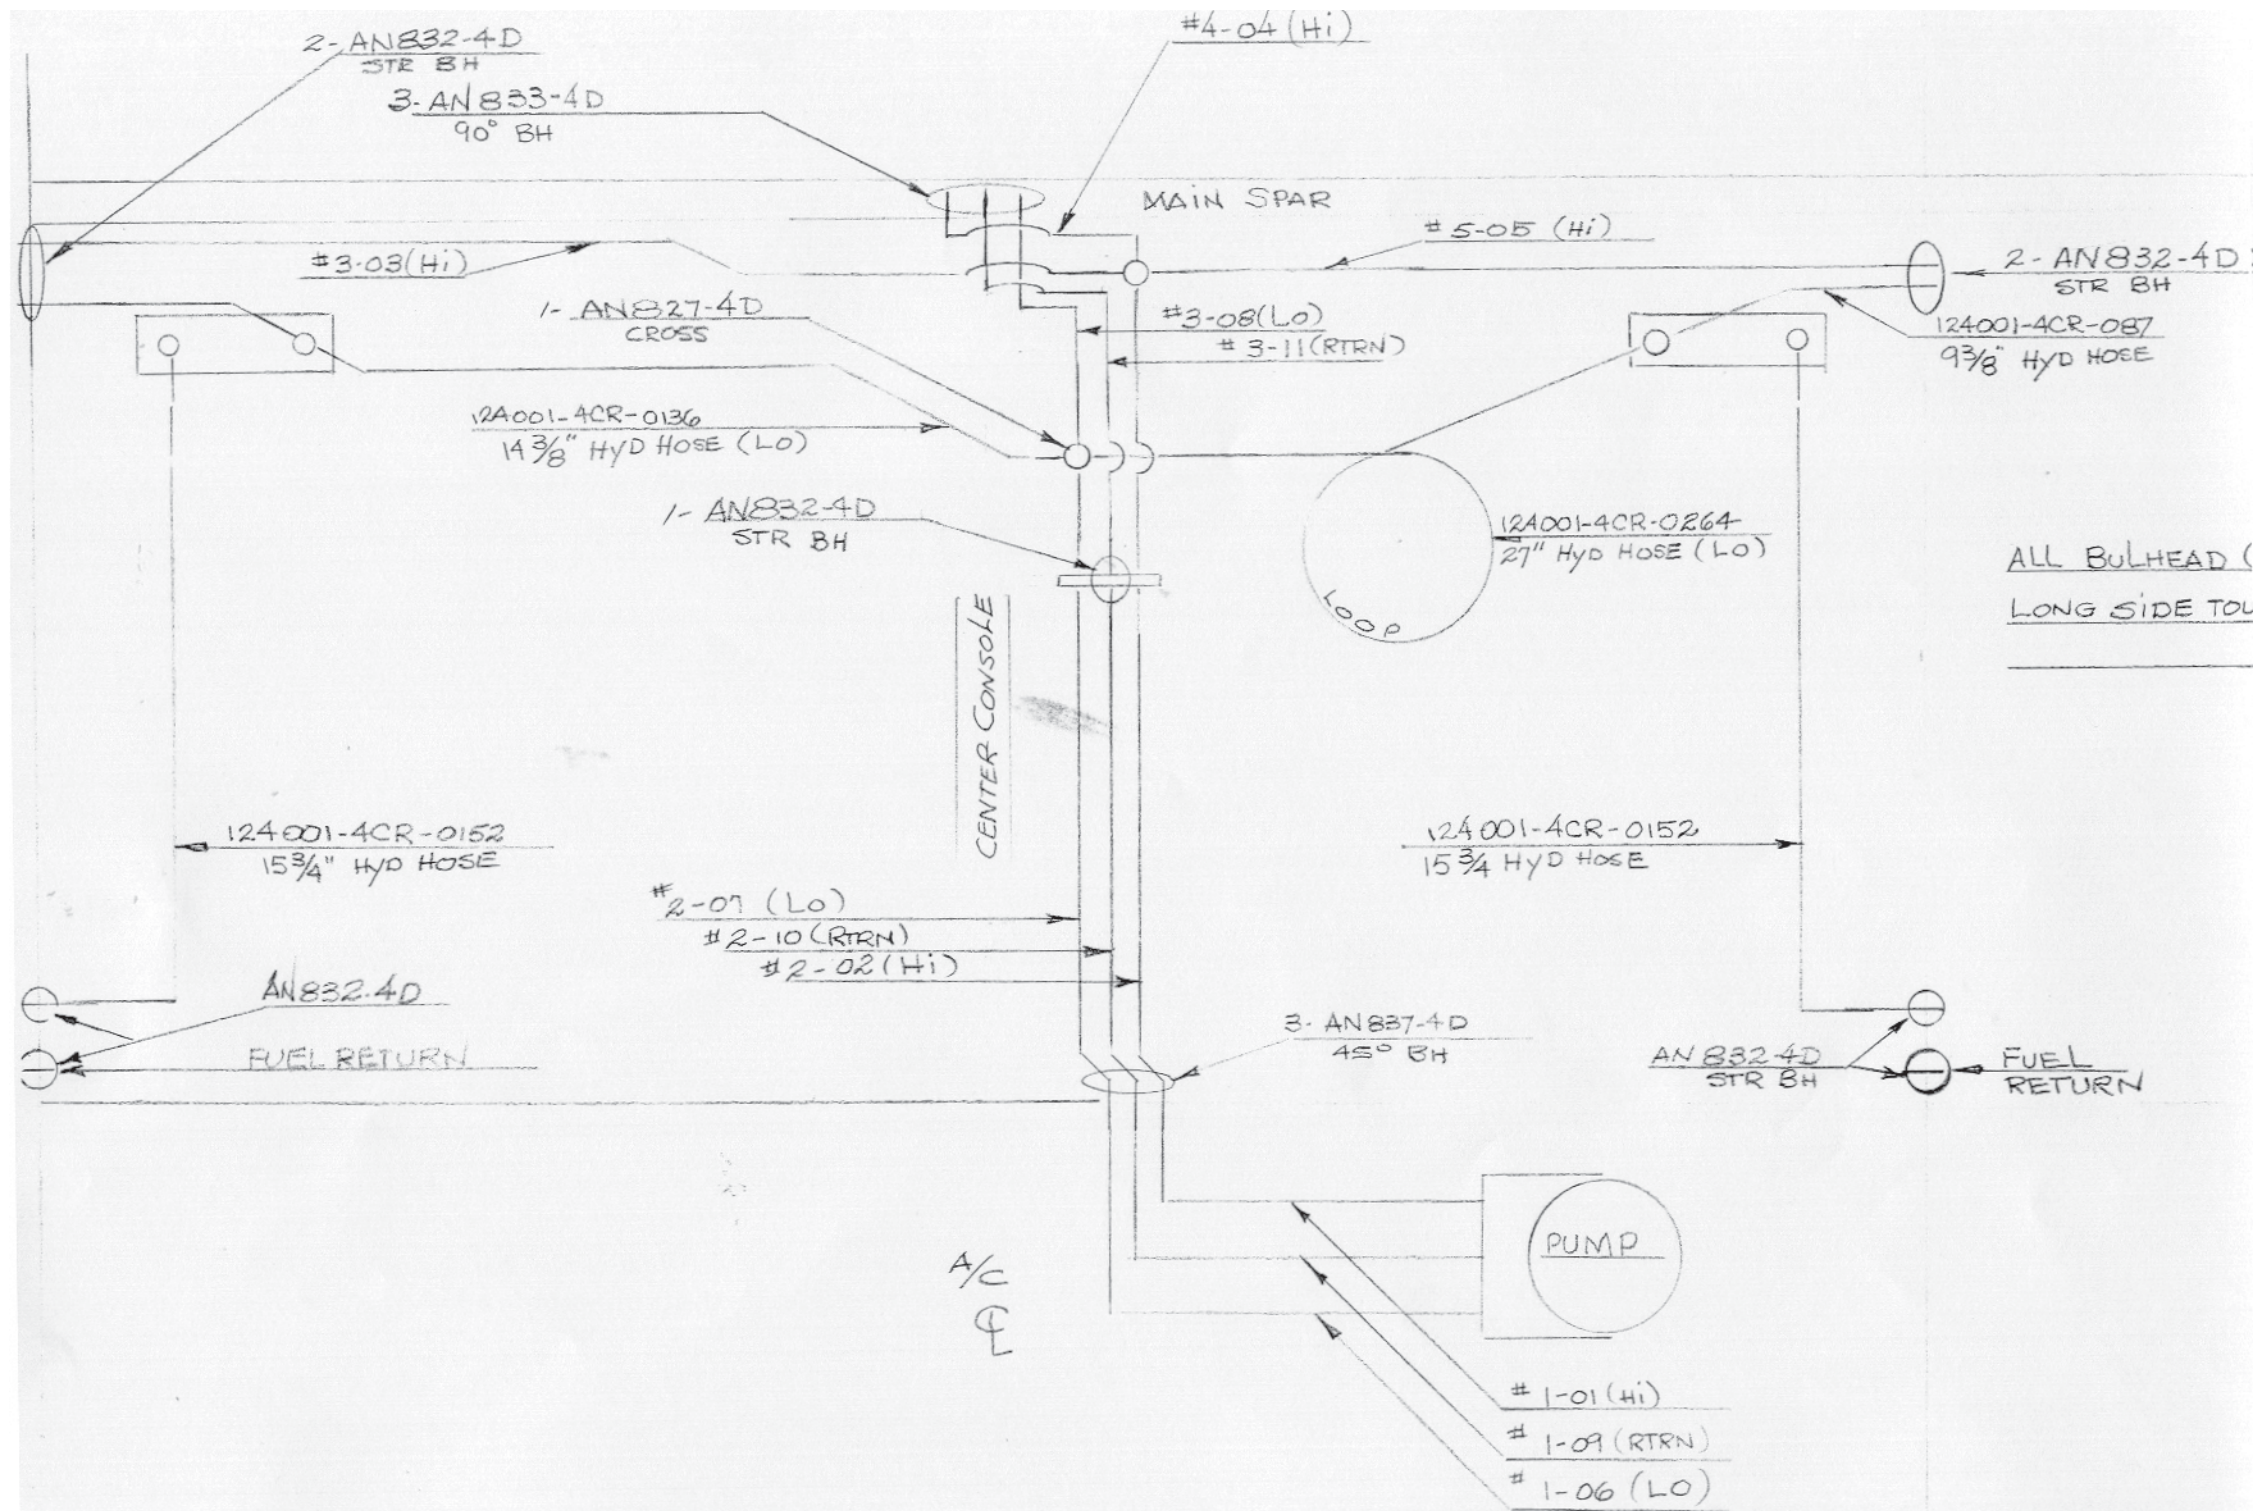 2- AN832-4D
STR BH
3- AN833-4D
90° BH
#4-04 (Hi)
MAIN SPAR
#3-03 (Hi)
#5-05 (Hi)
2- AN832-4D
STR BH
1- AN827-4D
CROSS
#3-08 (LO)
#3-11 (RTRN)
124001-4CR-087
9 3/8" HYD HOSE
124001-4CR-0136
14 3/8" HYD HOSE (LO)
1- AN832-4D
STR BH
124001-4CR-0264
27" HYD HOSE (LO)
LOOP
ALL BULHEAD (
LONG SIDE TOU
CENTER CONSOLE
124001-4CR-0152
15 3/4" HYD HOSE
124001-4CR-0152
15 3/4 HYD HOSE
#2-07 (LO)
#2-10 (RTRN)
#2-02 (Hi)
AN832-4D
FUEL RETURN
3- AN837-4D
45° BH
AN832-4D
STR BH
FUEL
RETURN
PUMP
A/C
℄
#1-01 (Hi)
#1-09 (RTRN)
#1-06 (LO)